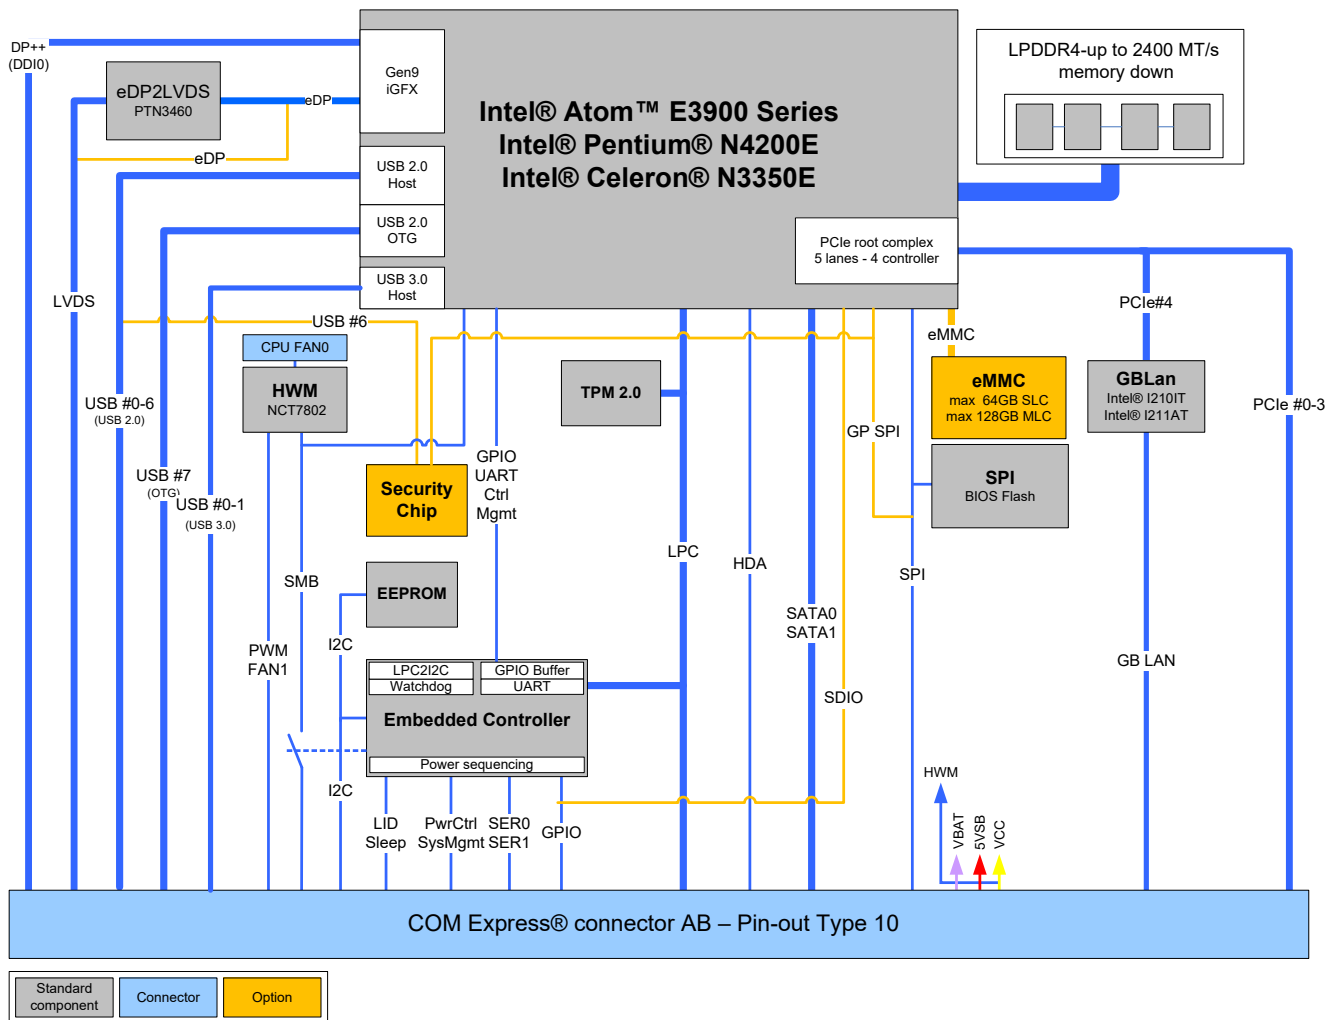 DP++
(DDI0)
eDP2LVDS
PTN3460
eDP
eDP
Gen9
iGFX
USB 2.0
Host
USB 2.0
OTG
USB 3.0
Host
Intel® Atom™ E3900 Series
Intel® Pentium® N4200E
Intel® Celeron® N3350E
PCIe root complex
5 lanes - 4 controller
LPDDR4-up to 2400 MT/s
memory down
LVDS
USB #6
CPU FAN0
HWM
NCT7802
TPM 2.0
eMMC
eMMC
max 64GB SLC
max 128GB MLC
PCIe#4
GBLan
Intel® I210IT
Intel® I211AT
PCIe #0-3
USB #0-6
(USB 2.0)
USB #7
(OTG)
USB #0-1
(USB 3.0)
GP SPI
GPIO
UART
Ctrl
Mgmt
Security
Chip
SPI
BIOS Flash
LPC
HDA
SPI
SMB
EEPROM
SATA0
SATA1
I2C
PWM
FAN1
GB LAN
LPC2I2C
Watchdog
GPIO Buffer
UART
Embedded Controller
Power sequencing
SDIO
I2C
LID
Sleep
PwrCtrl
SysMgmt
SER0
SER1
GPIO
HWM
VBAT
5VSB
VCC
COM Express® connector AB – Pin-out Type 10
Standard
component
Connector
Option